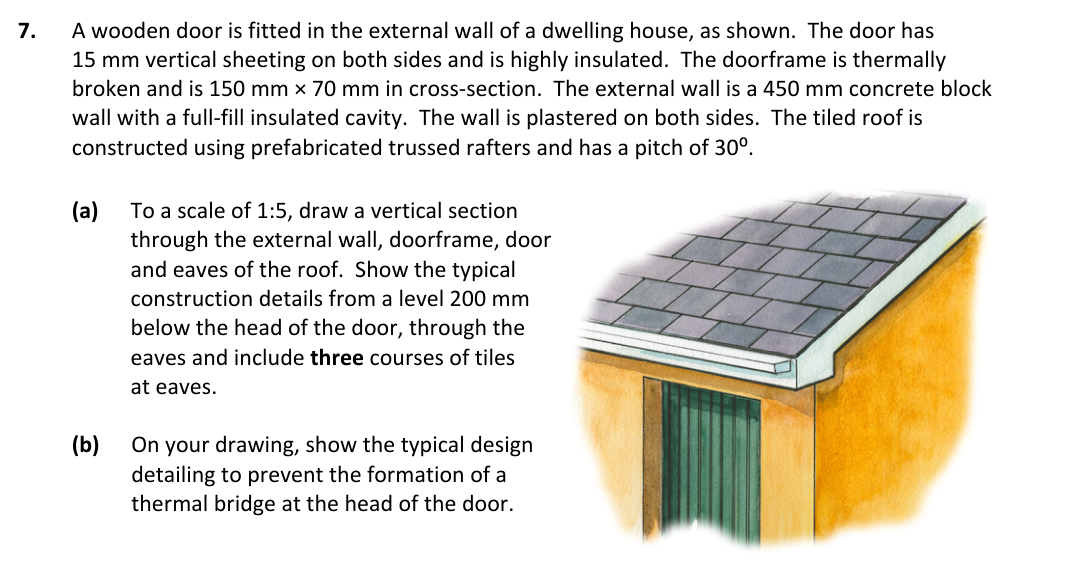 7. A wooden door is fitted in the external wall of a dwelling house, as shown. The door has
15 mm vertical sheeting on both sides and is highly insulated. The doorframe is thermally
broken and is 150 mm × 70 mm in cross-section. The external wall is a 450 mm concrete block
wall with a full-fill insulated cavity. The wall is plastered on both sides. The tiled roof is
constructed using prefabricated trussed rafters and has a pitch of 30⁰.
(a) To a scale of 1:5, draw a vertical section
through the external wall, doorframe, door
and eaves of the roof. Show the typical
construction details from a level 200 mm
below the head of the door, through the
eaves and include three courses of tiles
at eaves.
(b) On your drawing, show the typical design
detailing to prevent the formation of a
thermal bridge at the head of the door.